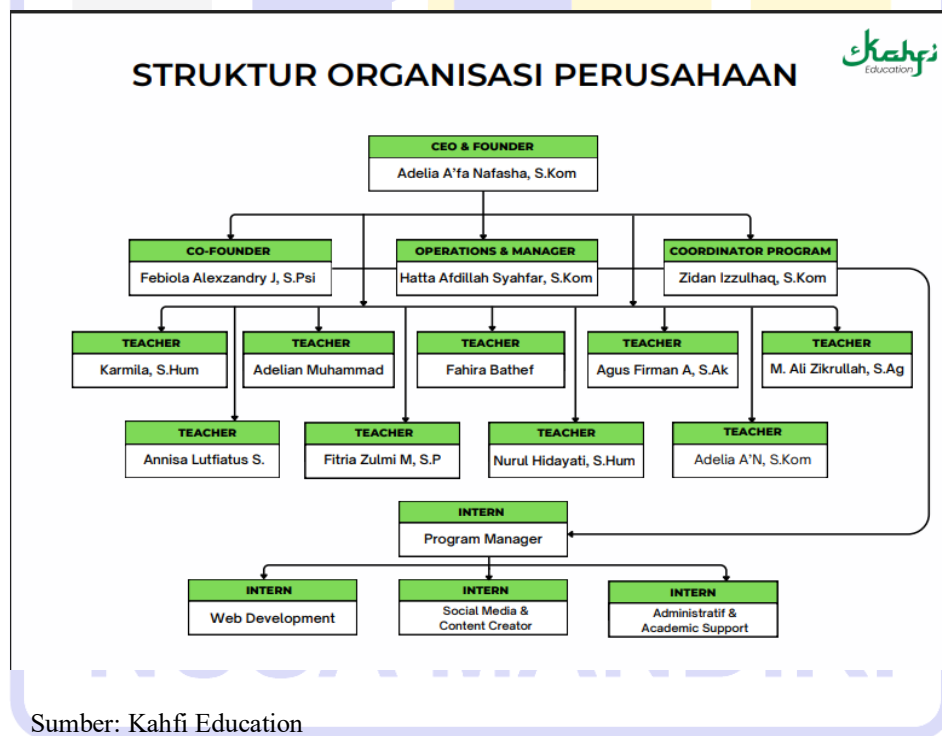 Kahfi
Education
STRUKTUR ORGANISASI PERUSAHAAN
CEO & FOUNDER
Adelia A'fa Nafasha, S.Kom
CO-FOUNDER
Febiola Alexzandry J, S.Psi
OPERATIONS & MANAGER
Hatta Afdillah Syahfar, S.Kom
COORDINATOR PROGRAM
Zidan Izzulhaq, S.Kom
TEACHER
Karmila, S.Hum
TEACHER
Adelian Muhammad
TEACHER
Fahira Bathef
TEACHER
Agus Firman A, S.Ak
TEACHER
M. Ali Zikrullah, S.Ag
TEACHER
Annisa Lutfiatus S.
TEACHER
Fitria Zulmi M, S.P
TEACHER
Nurul Hidayati, S.Hum
TEACHER
Adelia A'N, S.Kom
INTERN
Program Manager
INTERN
Web Development
INTERN
Social Media &
Content Creator
INTERN
Administratif &
Academic Support
Sumber: Kahfi Education